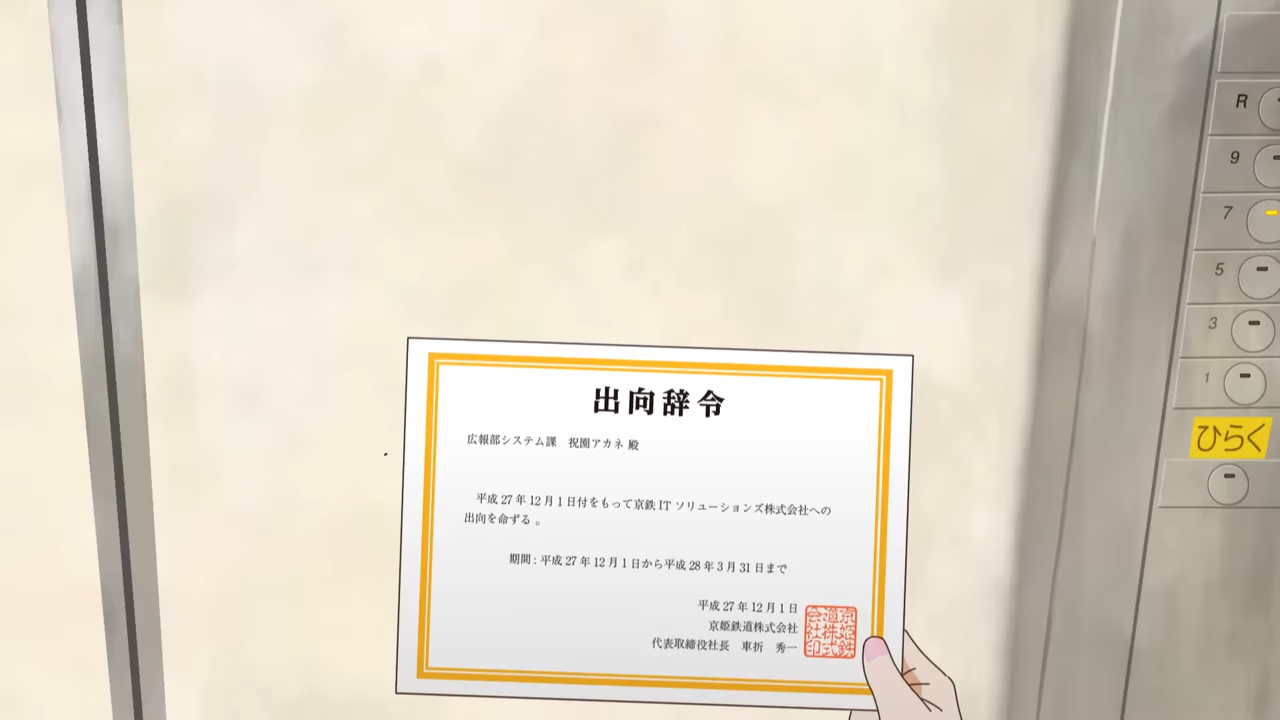 出向辞令
広報部システム課 祝園アカネ 殿
平成27年12月1日付をもって京鉄ITソリューションズ株式会社への
出向を命ずる。
期間:平成27年12月1日から平成28年3月31日まで
平成27年12月1日
京姫鉄道株式会社
代表取締役社長 車折 秀一
京姫鉄
道株式
会社印
R
9
7
5
3
1
ひらく